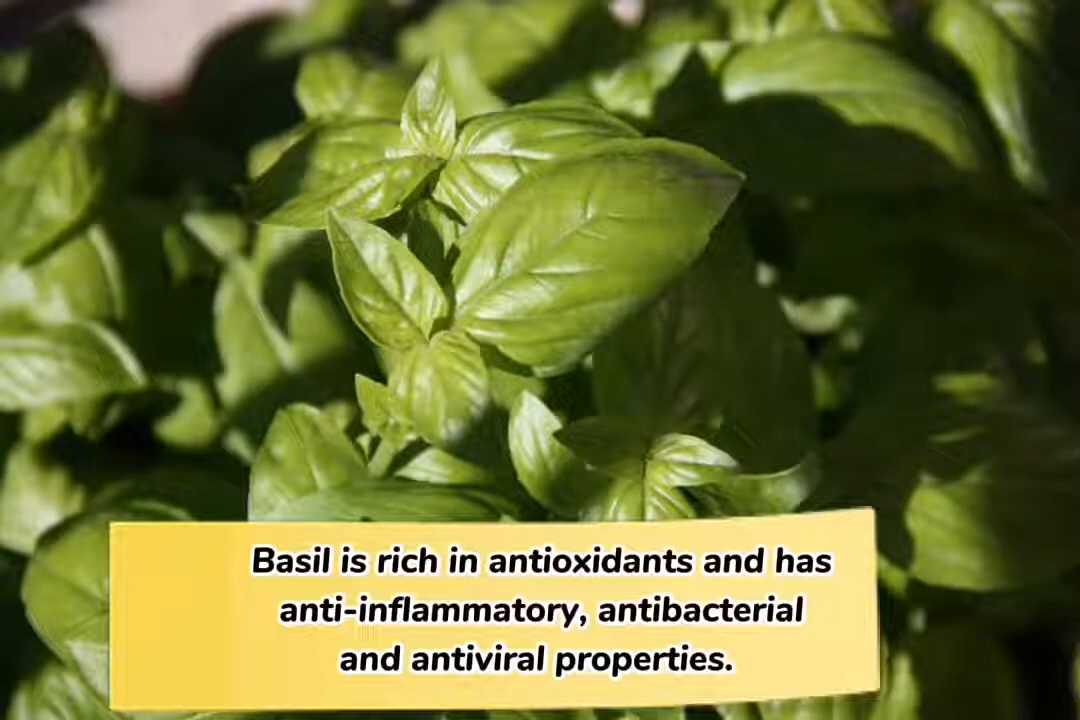 Basil is rich in antioxidants and has
anti-inflammatory, antibacterial
and antiviral properties.